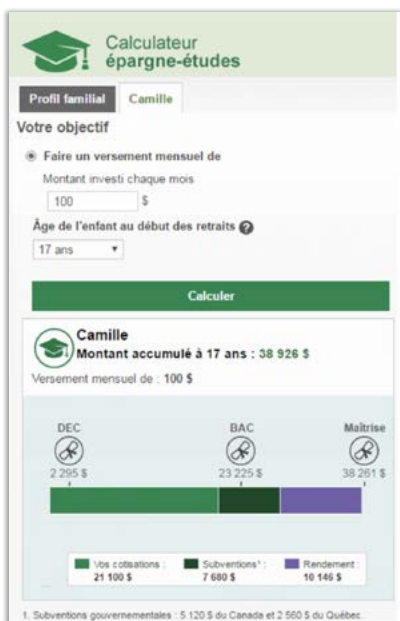 Calculateur
épargne-études
Profil familial Camille
Votre objectif
Faire un versement mensuel de
Montant investi chaque mois
100 $
Âge de l'enfant au début des retraits ?
17 ans
Calculer
Camille
Montant accumulé à 17 ans : 38 926 $
Versement mensuel de : 100 $
DEC BAC Maîtrise
2 295 $ 23 225 $ 38 261 $
Vos cotisations : Subventions¹ : Rendement :
21 100 $ 7 680 $ 10 146 $
1. Subventions gouvernementales : 5 120 $ du Canada et 2 560 $ du Québec.